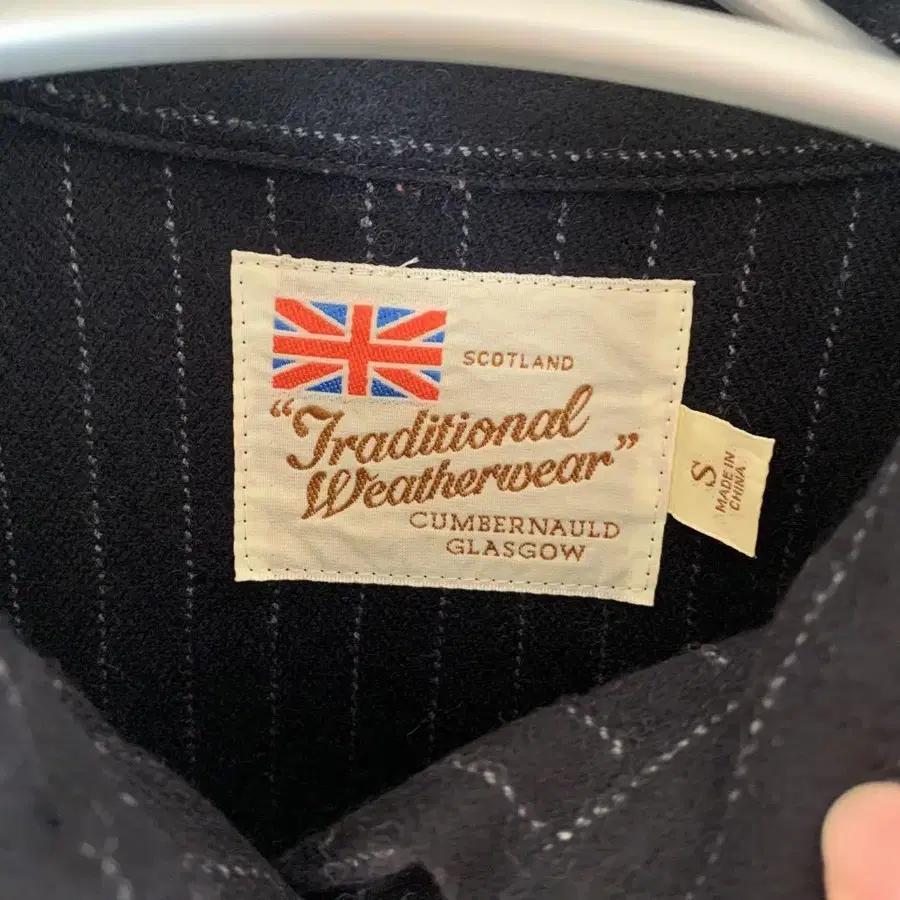 SCOTLAND
“Traditional
Weatherwear”
CUMBERNAULD
GLASGOW
S
MADE IN
CHINA